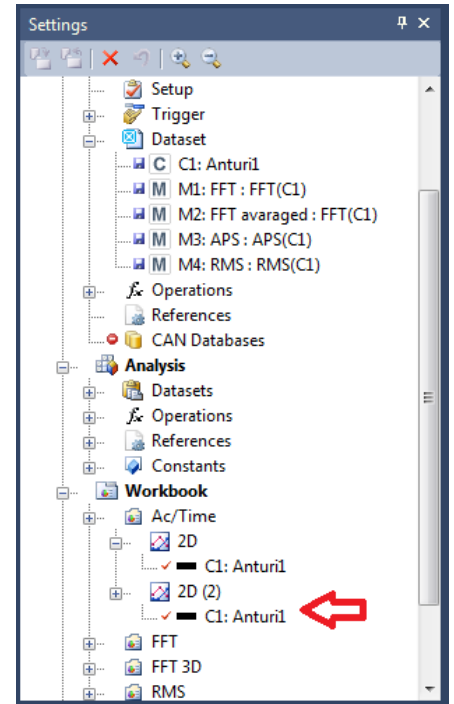 Settings
Setup
Trigger
Dataset
C C1: Anturi1
M M1: FFT : FFT(C1)
M M2: FFT avaraged : FFT(C1)
M M3: APS : APS(C1)
M M4: RMS : RMS(C1)
fx Operations
References
CAN Databases
Analysis
Datasets
fx Operations
References
Constants
Workbook
Ac/Time
2D
C1: Anturi1
2D (2)
C1: Anturi1
FFT
FFT 3D
RMS